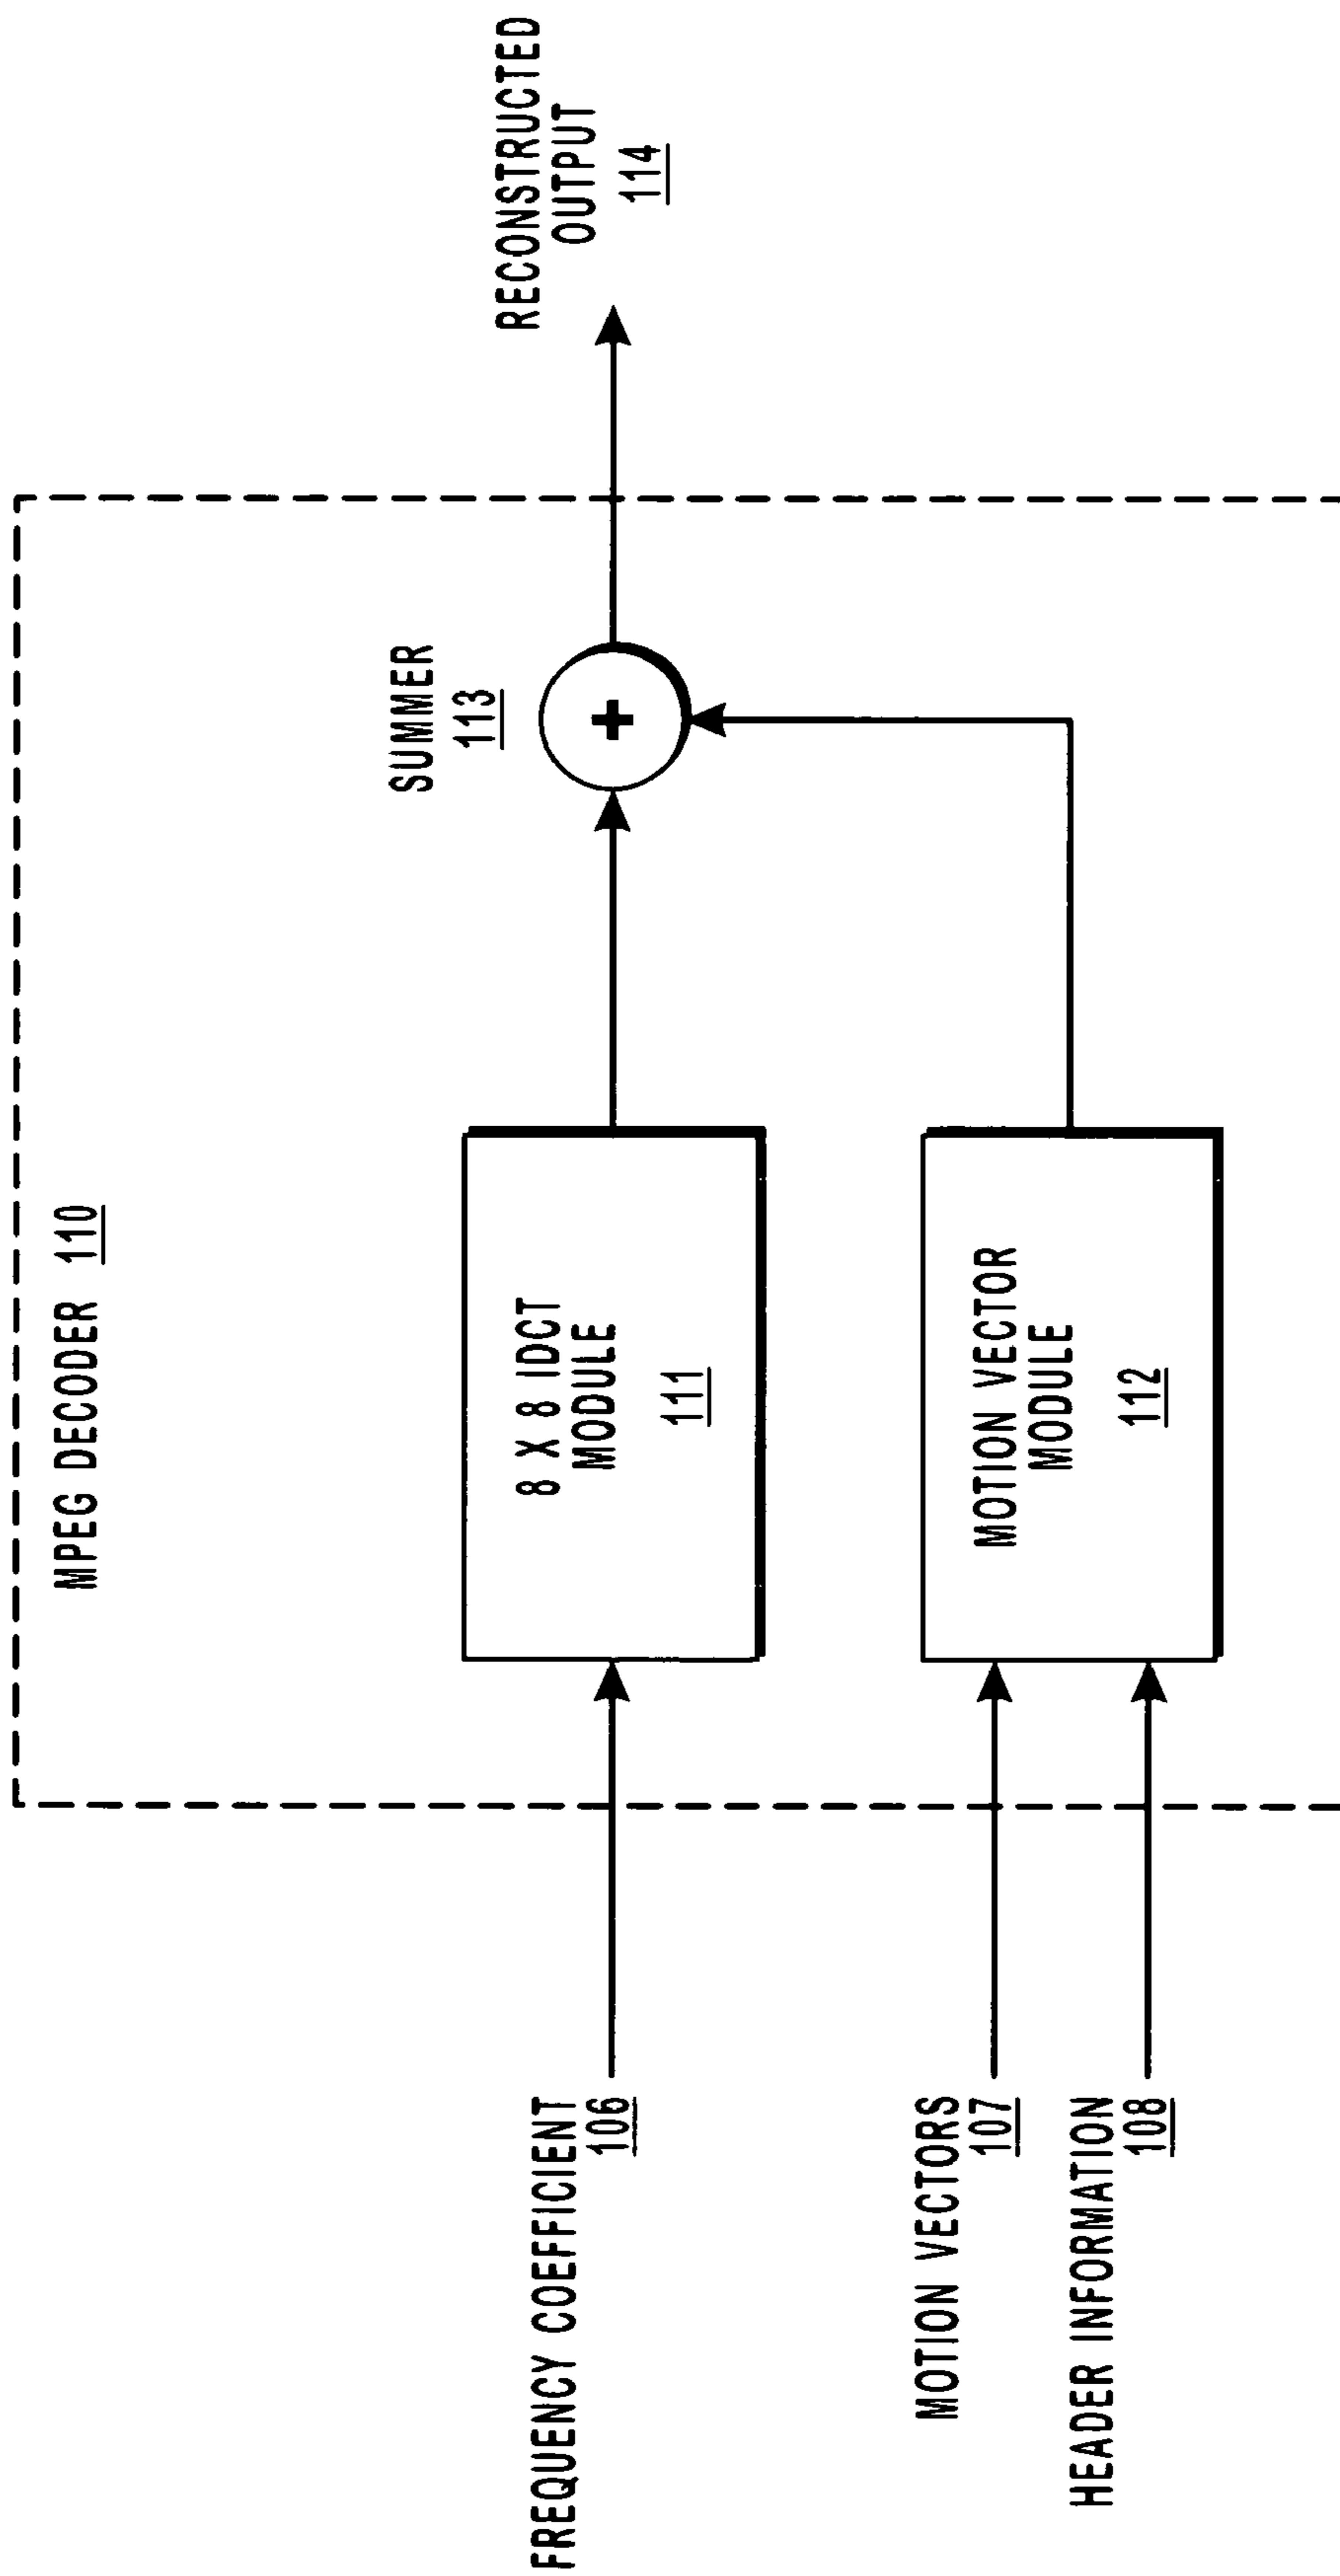 MPEG DECODER 110
FREQUENCY COEFFICIENT
106
8 X 8 IDCT
MODULE
111
SUMMER
113
+
RECONSTRUCTED
OUTPUT
114
MOTION VECTORS
107
HEADER INFORMATION
108
MOTION VECTOR
MODULE
112